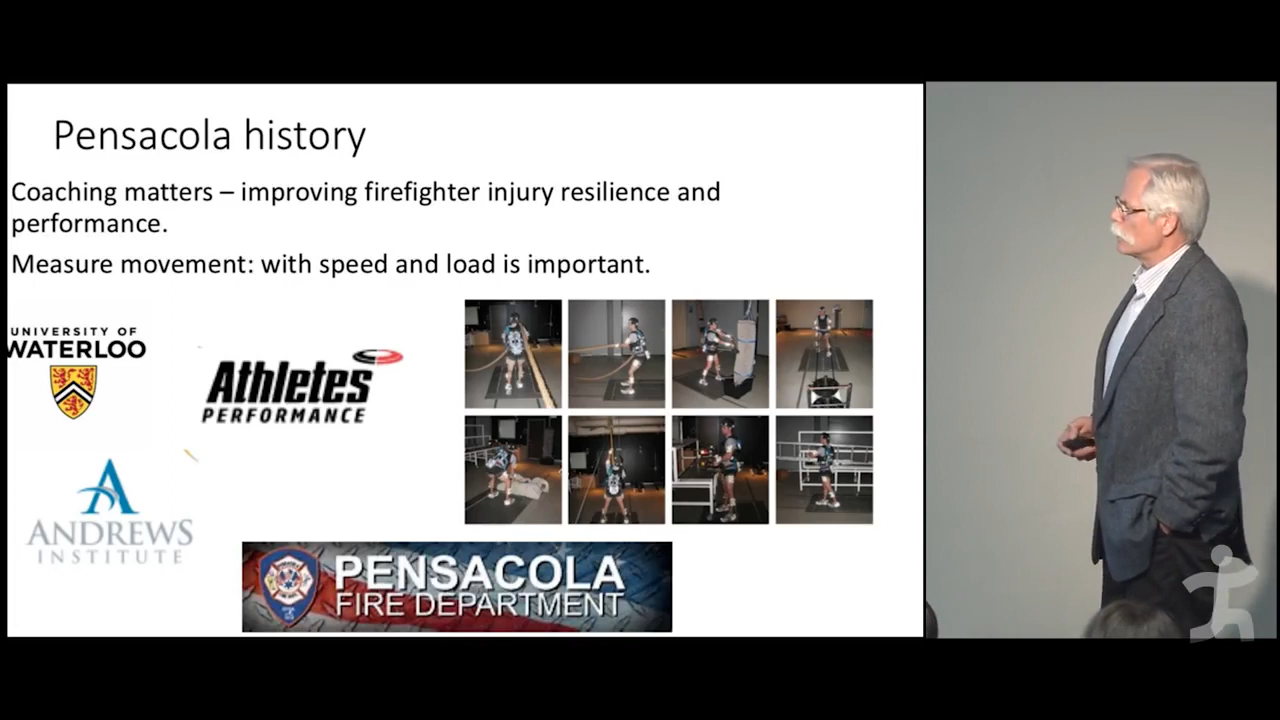 Pensacola history
Coaching matters – improving firefighter injury resilience and
performance.
Measure movement: with speed and load is important.
UNIVERSITY OF
WATERLOO
Athletes
PERFORMANCE
ANDREWS
INSTITUTE
PENSACOLA
FIRE DEPARTMENT